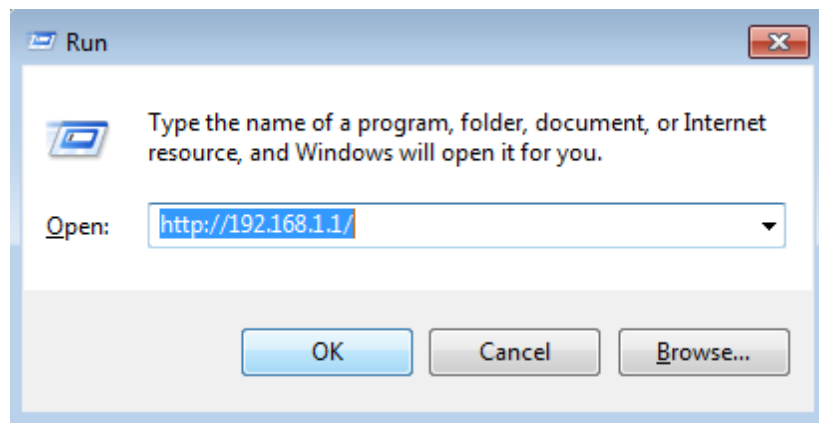 Run
Type the name of a program, folder, document, or Internet
resource, and Windows will open it for you.
Open: http://192.168.1.1/
OK Cancel Browse...